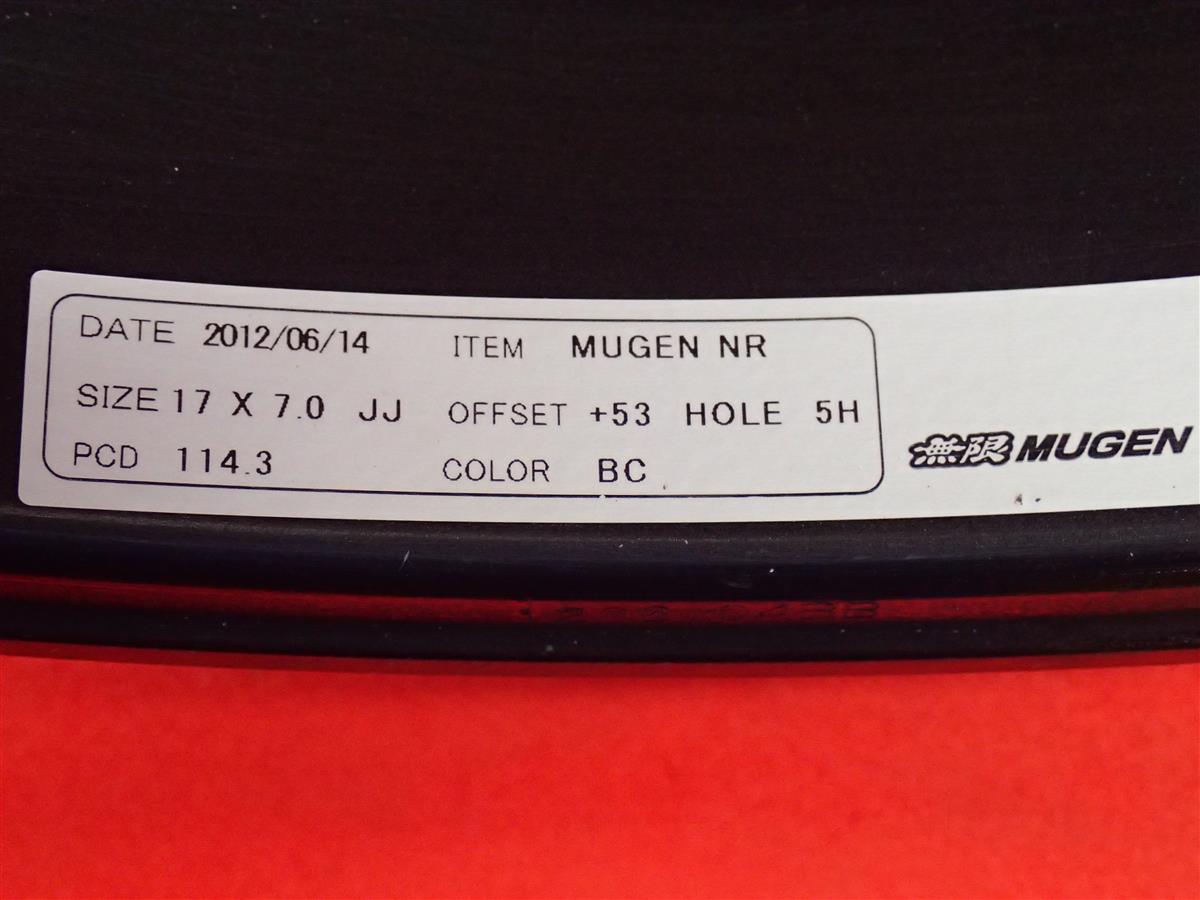 DATE 2012/06/14 ITEM MUGEN NR
SIZE 17 X 7.0 JJ OFFSET +53 HOLE 5H
PCD 114.3 COLOR BC
無限 MUGEN